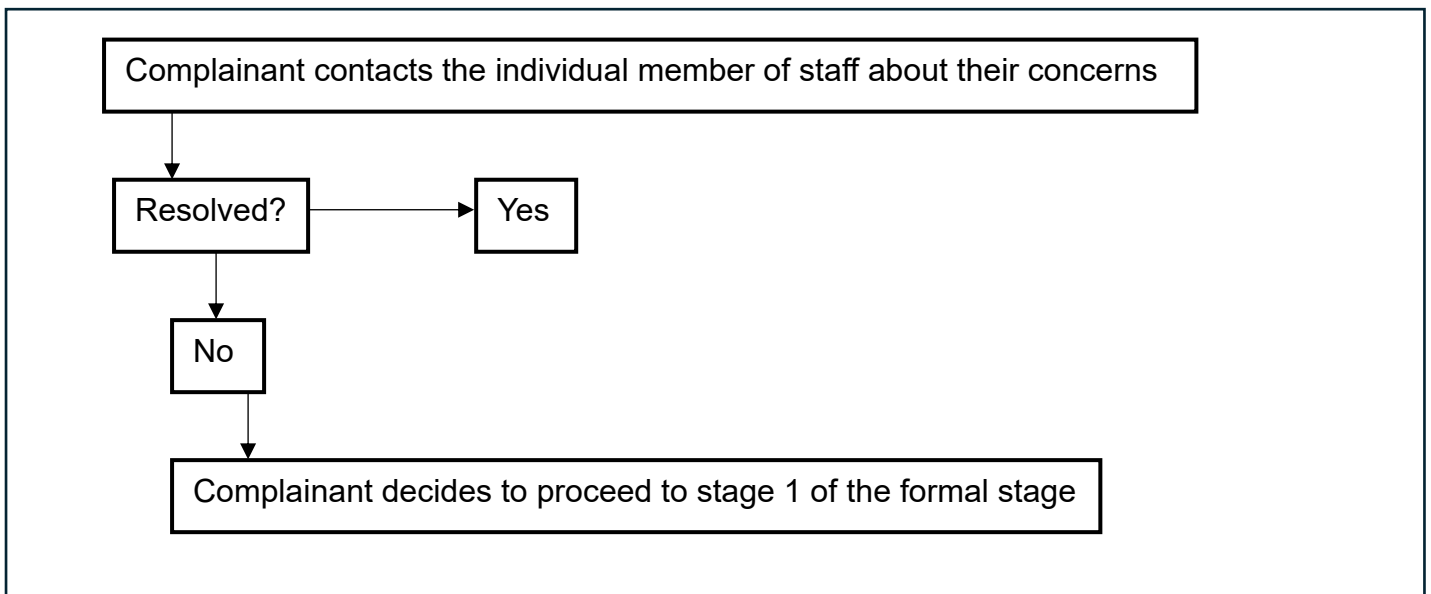 Complainant contacts the individual member of staff about their concerns
Resolved?
Yes
No
Complainant decides to proceed to stage 1 of the formal stage